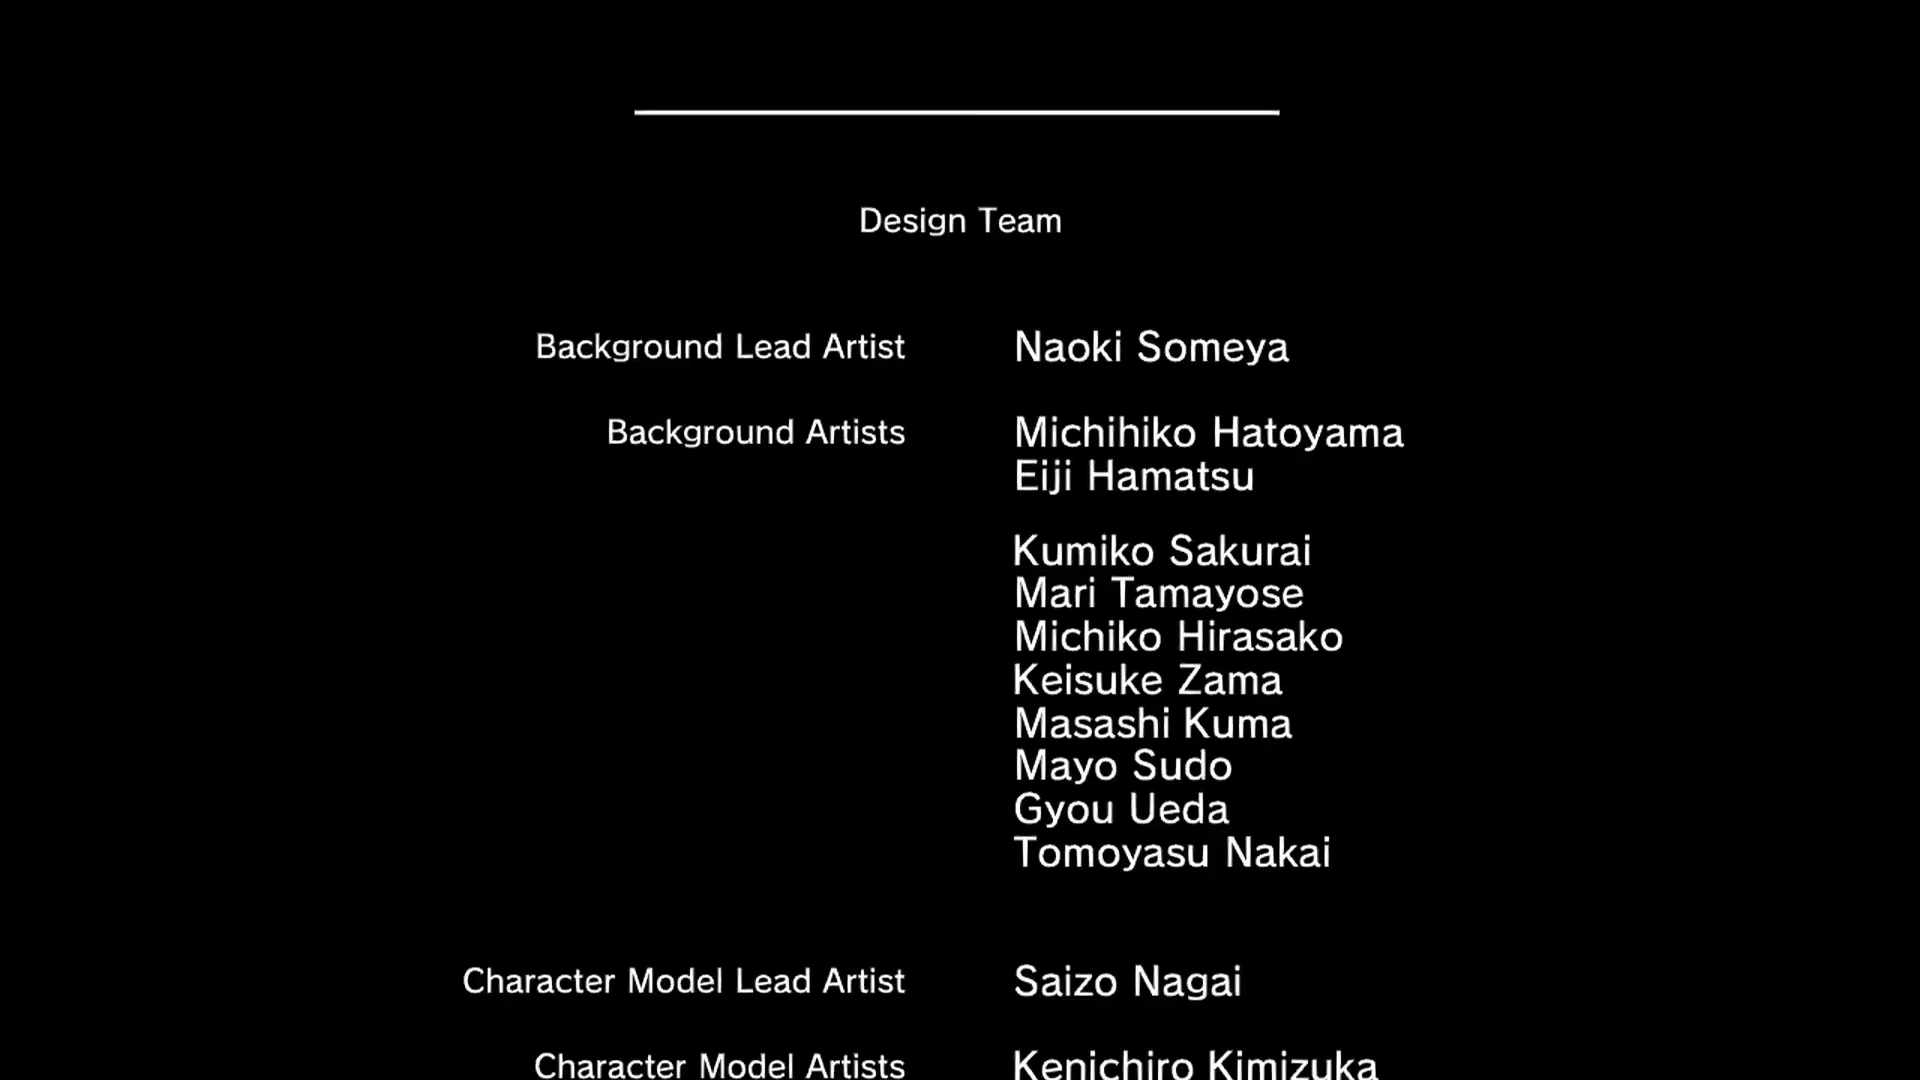 Design Team
Background Lead Artist Naoki Someya
Background Artists Michihiko Hatoyama
Eiji Hamatsu
Kumiko Sakurai
Mari Tamayose
Michiko Hirasako
Keisuke Zama
Masashi Kuma
Mayo Sudo
Gyou Ueda
Tomoyasu Nakai
Character Model Lead Artist Saizo Nagai
Character Model Artists Kenichiro Kimizuka